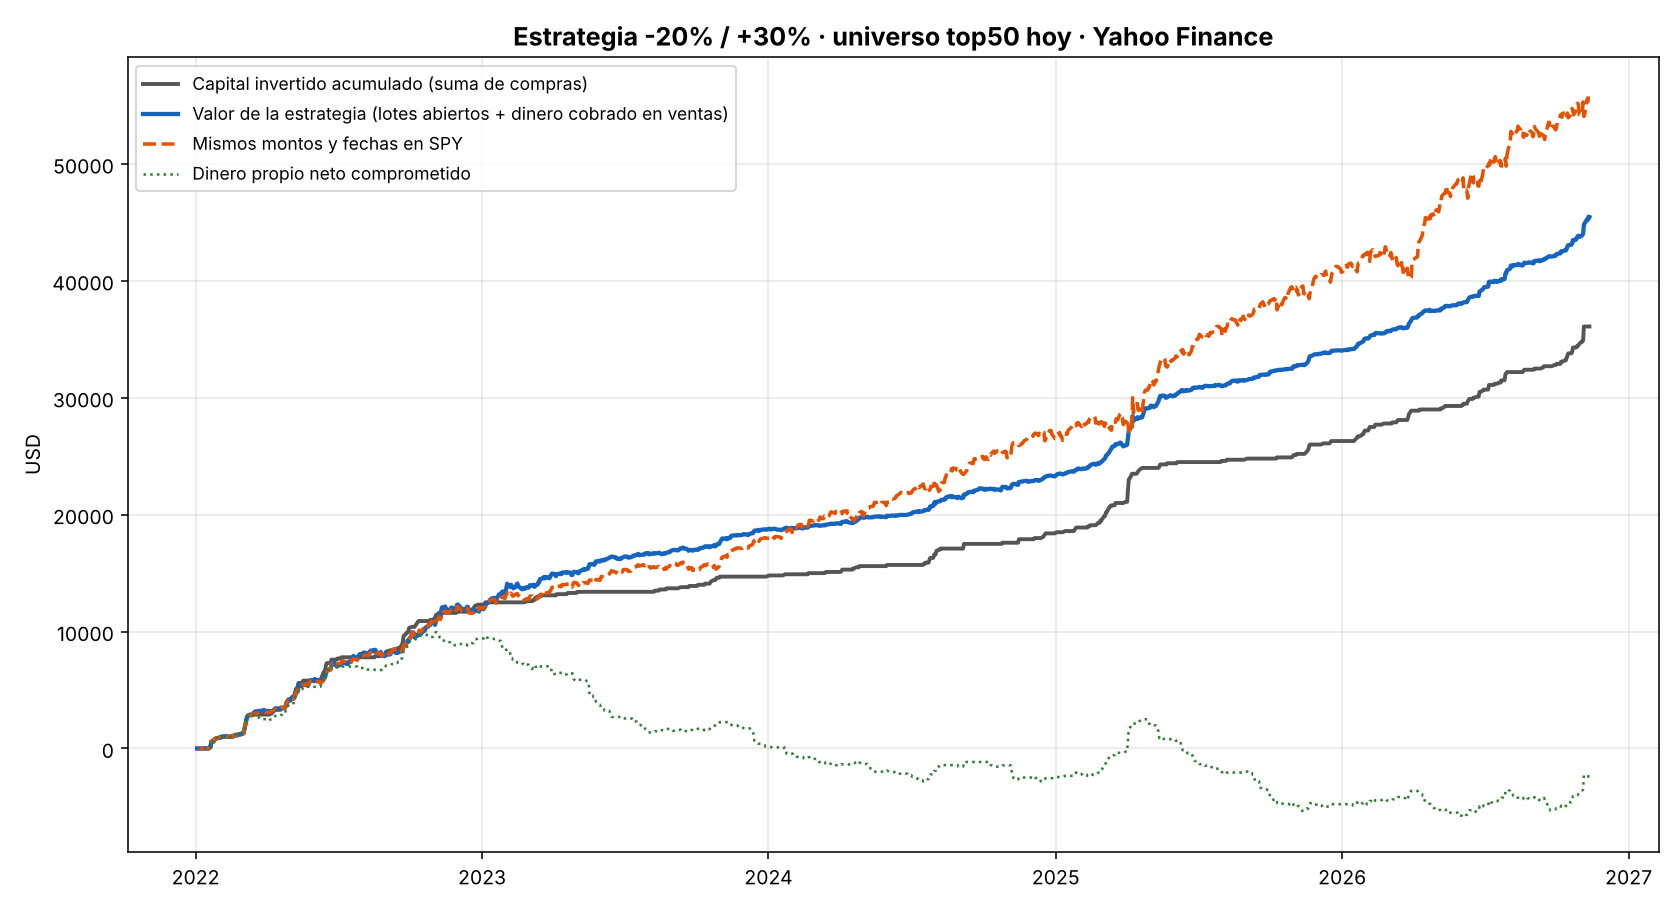 Estrategia -20% / +30% · universo top50 hoy · Yahoo Finance
Capital invertido acumulado (suma de compras)
Valor de la estrategia (lotes abiertos + dinero cobrado en ventas)
Mismos montos y fechas en SPY
Dinero propio neto comprometido
USD
50000
40000
30000
20000
10000
0
2022
2023
2024
2025
2026
2027